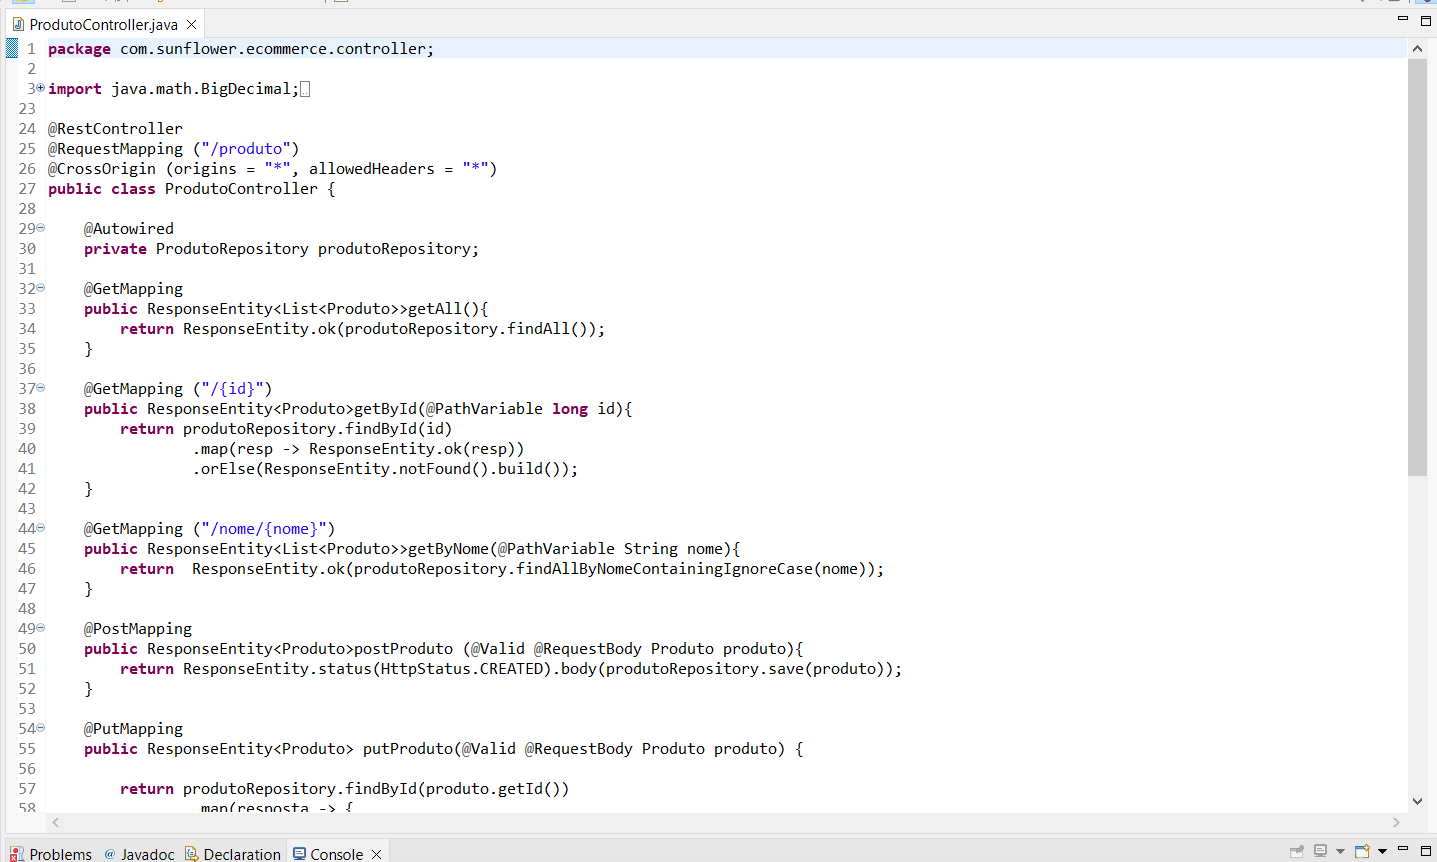 ProdutoController.java
1 package com.sunflower.ecommerce.controller;
2
3 import java.math.BigDecimal;
23
24 @RestController
25 @RequestMapping ("/produto")
26 @CrossOrigin (origins = "*", allowedHeaders = "*")
27 public class ProdutoController {
28
29 @Autowired
30 private ProdutoRepository produtoRepository;
31
32 @GetMapping
33 public ResponseEntity<List<Produto>>getAll(){
34 return ResponseEntity.ok(produtoRepository.findAll());
35 }
36
37 @GetMapping ("/{id}")
38 public ResponseEntity<Produto>getById(@PathVariable long id){
39 return produtoRepository.findById(id)
40 .map(resp -> ResponseEntity.ok(resp))
41 .orElse(ResponseEntity.notFound().build());
42 }
43
44 @GetMapping ("/nome/{nome}")
45 public ResponseEntity<List<Produto>>getByNome(@PathVariable String nome){
46 return  ResponseEntity.ok(produtoRepository.findAllByNomeContainingIgnoreCase(nome));
47 }
48
49 @PostMapping
50 public ResponseEntity<Produto>postProduto (@Valid @RequestBody Produto produto){
51 return ResponseEntity.status(HttpStatus.CREATED).body(produtoRepository.save(produto));
52 }
53
54 @PutMapping
55 public ResponseEntity<Produto> putProduto(@Valid @RequestBody Produto produto) {
56
57 return produtoRepository.findById(produto.getId())
58 .map(resposta -> {
Problems @ Javadoc Declaration Console